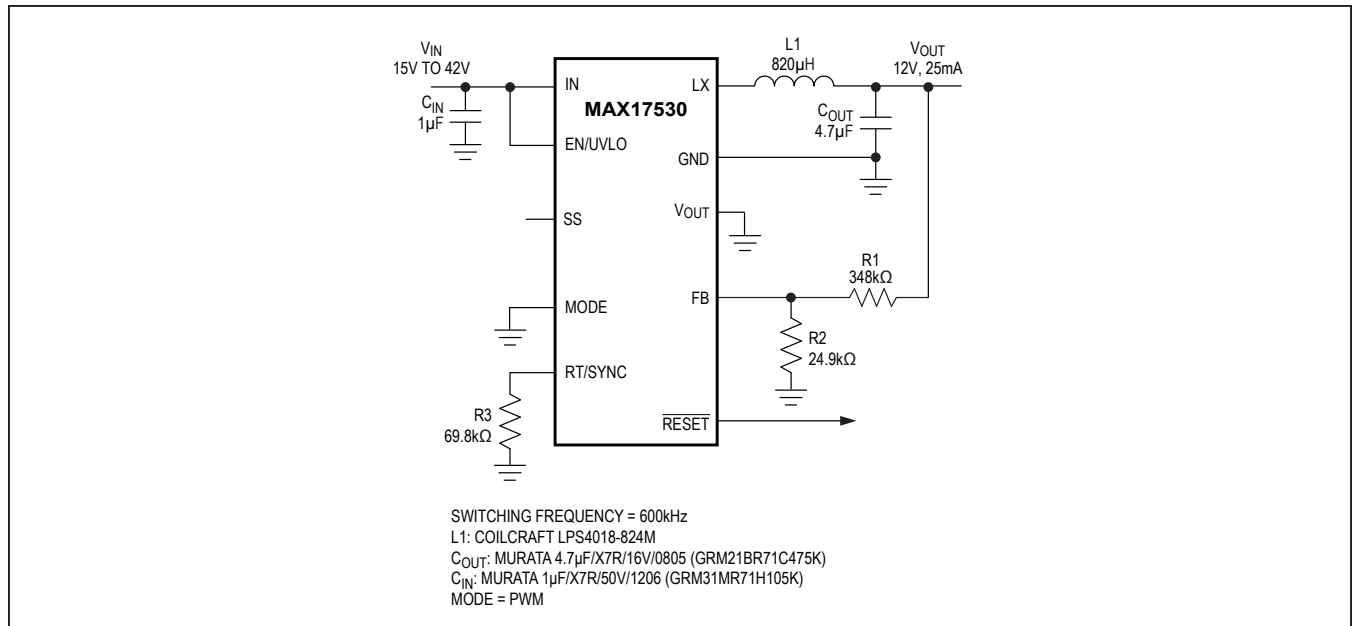 VIN
15V TO 42V
CIN
1µF
IN
EN/UVLO
SS
MODE
RT/SYNC
R3
69.8kΩ
MAX17530
LX
GND
VOUT
FB
RESET
L1
820µH
VOUT
12V, 25mA
COUT
4.7µF
R1
348kΩ
R2
24.9kΩ
SWITCHING FREQUENCY = 600kHz
L1: COILCRAFT LPS4018-824M
COUT: MURATA 4.7µF/X7R/16V/0805 (GRM21BR71C475K)
CIN: MURATA 1µF/X7R/50V/1206 (GRM31MR71H105K)
MODE = PWM